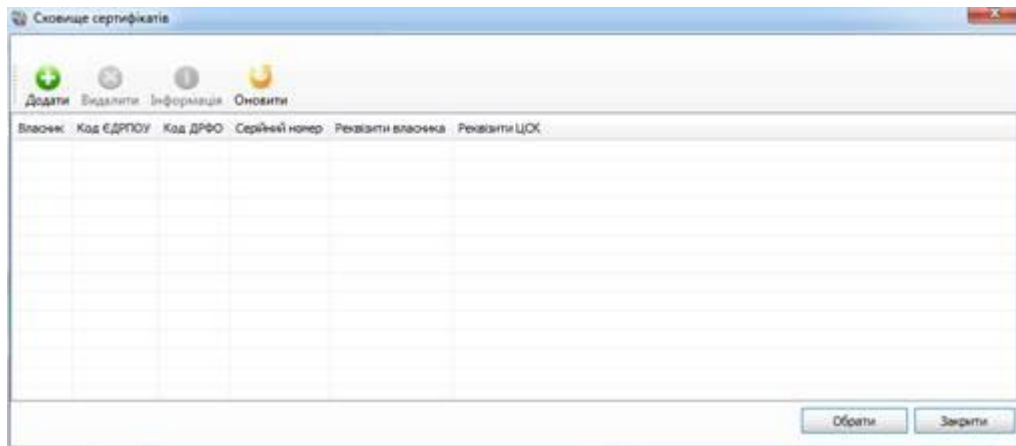 Сховище сертифікатів
Додати Видалити Інформація Оновити
Власник Код ЄДРПОУ Код ДРФО Серійний номер Реквізити власника Реквізити ЦСК
Обрати Закрити